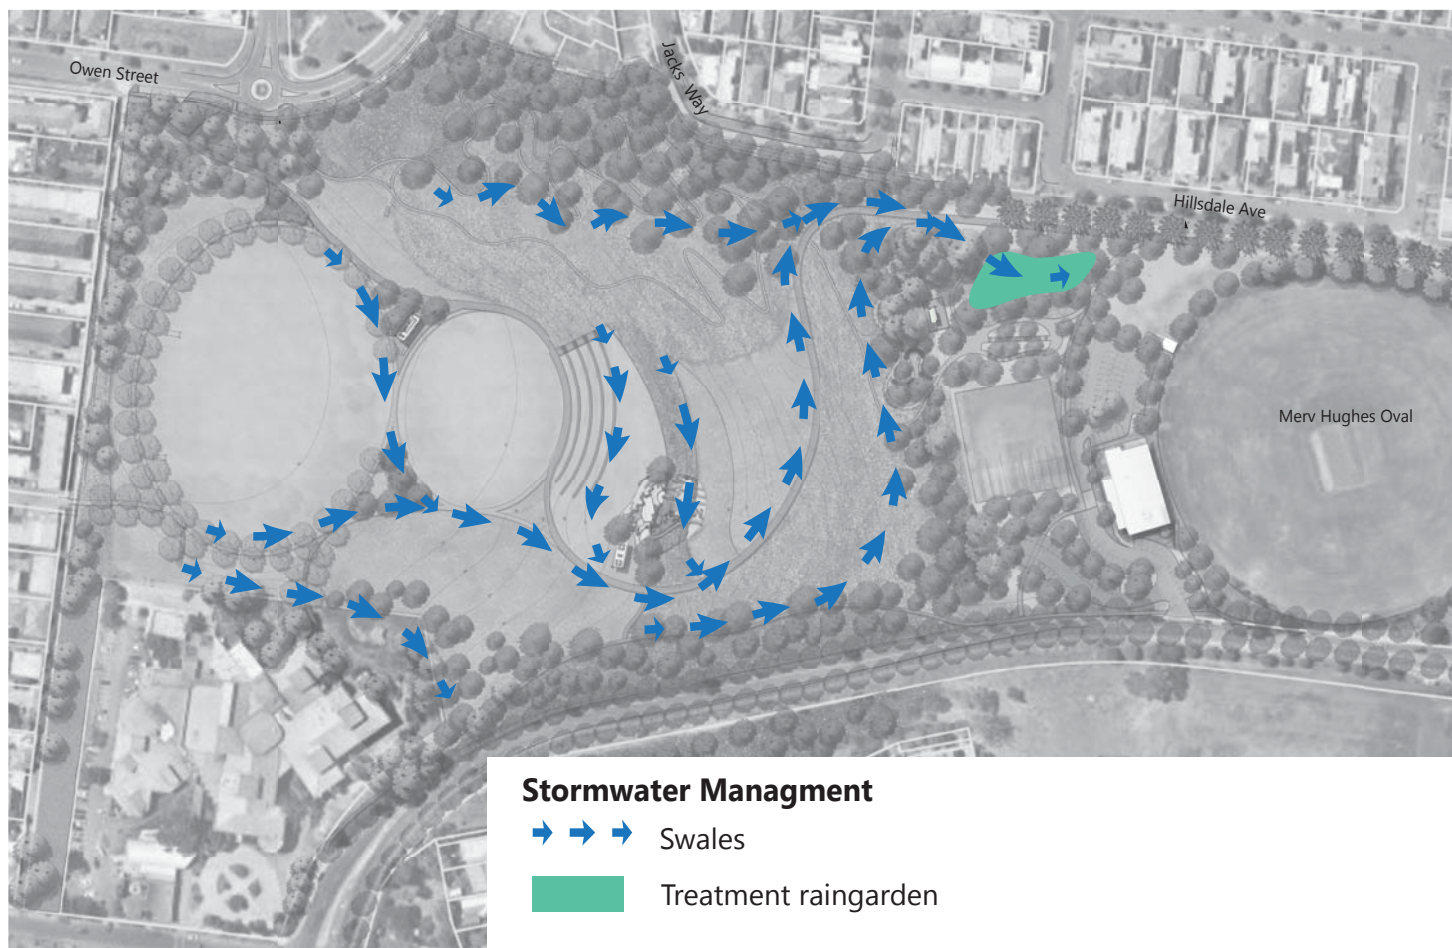 Owen Street
Jacks Way
Hillsdale Ave
Merv Hughes Oval
Stormwater Managment
Swales
Treatment raingarden